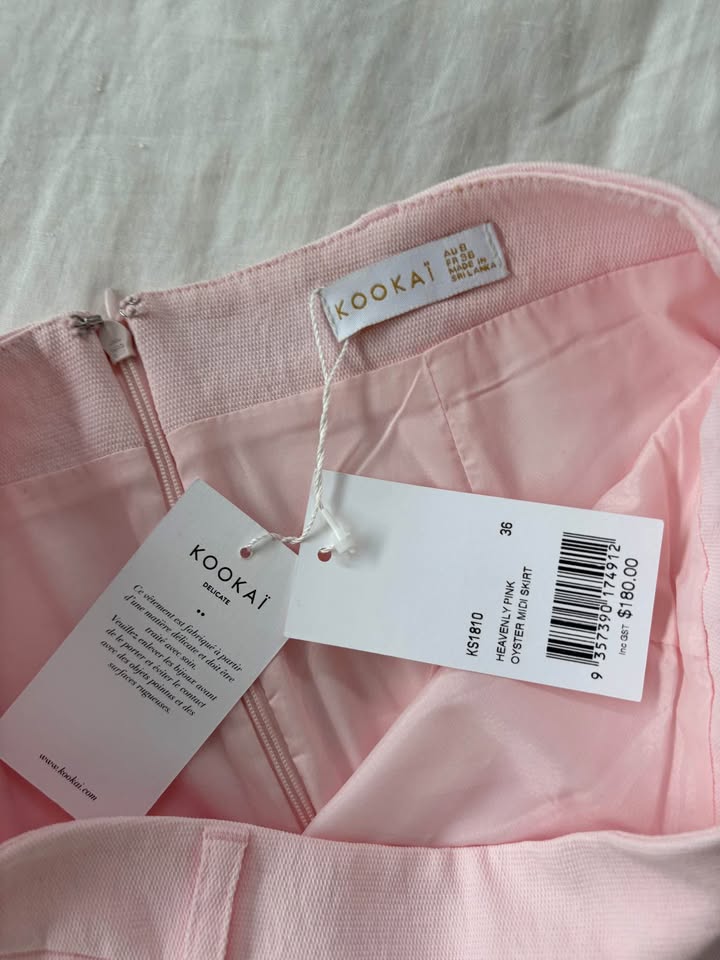 KOOKAÏ
AU 8
FR 36
MADE IN
SRI LANKA
KOOKAÏ
DELICATE
Ce vêtement est fabriqué à partir
d'une matière délicate et doit être
traité avec soin.
Veuillez enlever les bijoux avant
de le porter et éviter le contact
avec des objets pointus et des
surfaces rugueuses.
www.kookai.com
36
KS1810
HEAVENLY PINK
OYSTER MIDI SKIRT
9 357390 174912
Inc GST $180.00